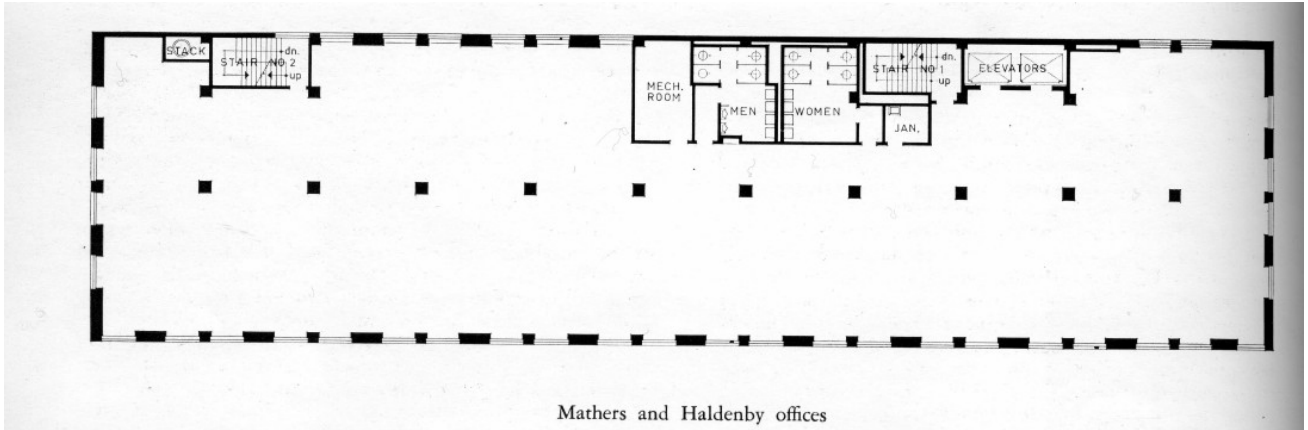 STACK
STAIR NO 2
dn.
up
MECH.
ROOM
MEN
WOMEN
STAIR NO 1
dn.
up
JAN.
ELEVATORS
Mathers and Haldenby offices